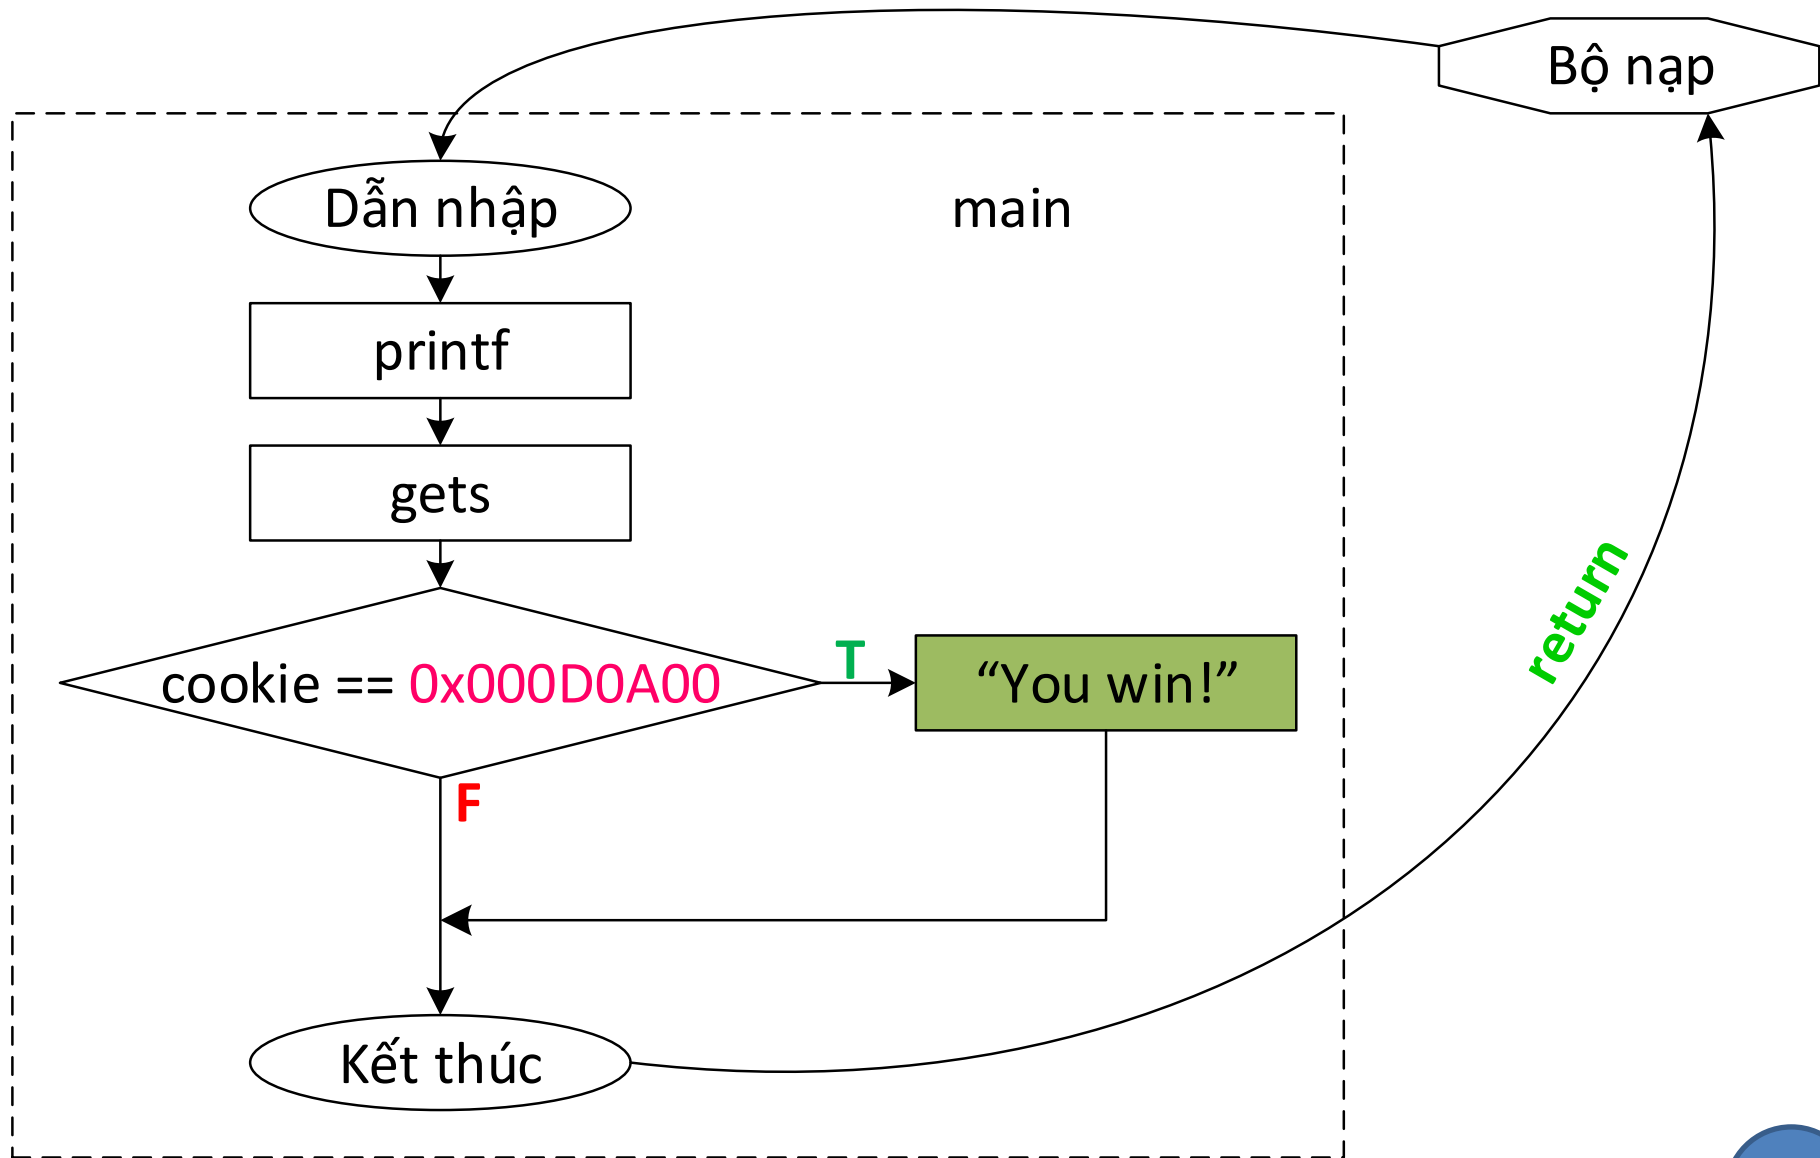 Bộ nạp
Dẫn nhập
main
printf
gets
cookie == 0x000D0A00
T
“You win!”
return
F
Kết thúc